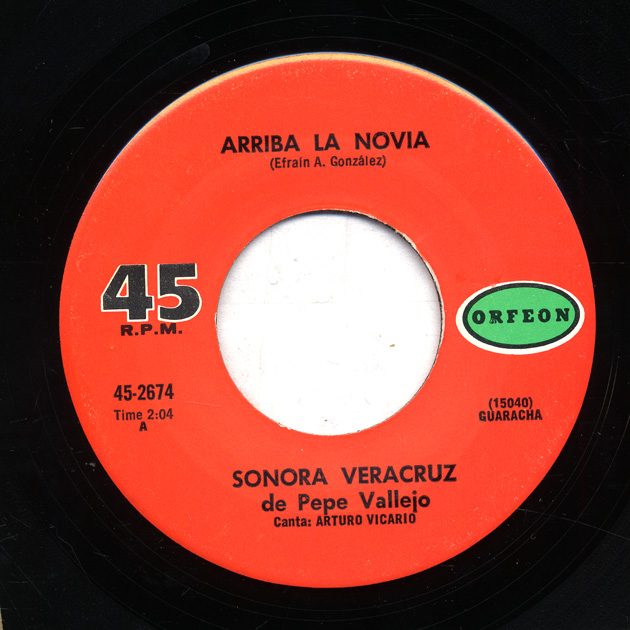 ARRIBA LA NOVIA
(Efraín A. González)
45
R.P.M.
ORFEON
45-2674
Time 2:04
A
(15040)
GUARACHA
SONORA VERACRUZ
de Pepe Vallejo
Canta: ARTURO VICARIO